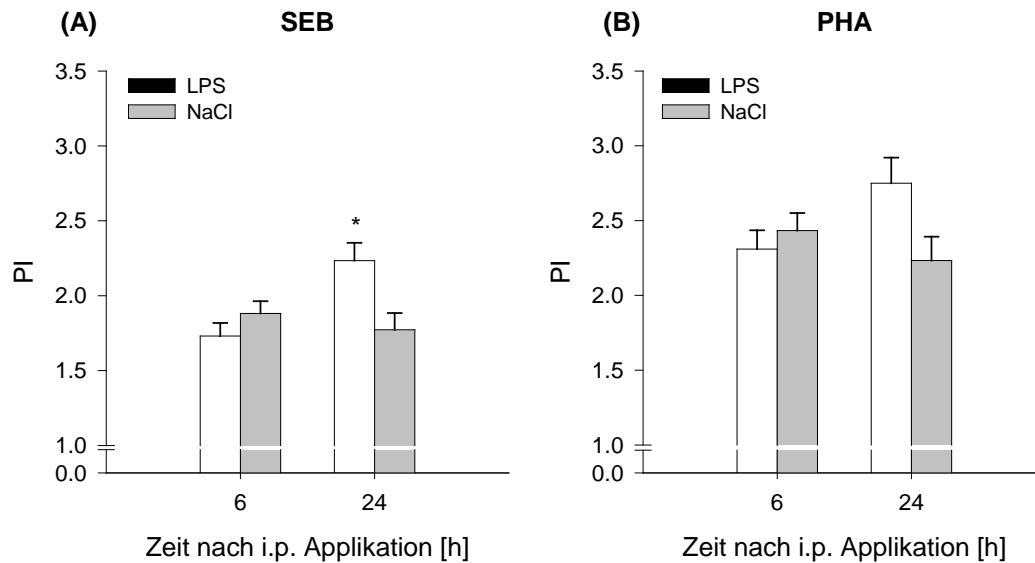 (A) SEB
3.5
3.0
2.5
2.0
1.5
1.0
0.0
PI
LPS
NaCl
*
6 24
Zeit nach i.p. Applikation [h]
(B) PHA
3.5
3.0
2.5
2.0
1.5
1.0
0.0
PI
LPS
NaCl
6 24
Zeit nach i.p. Applikation [h]